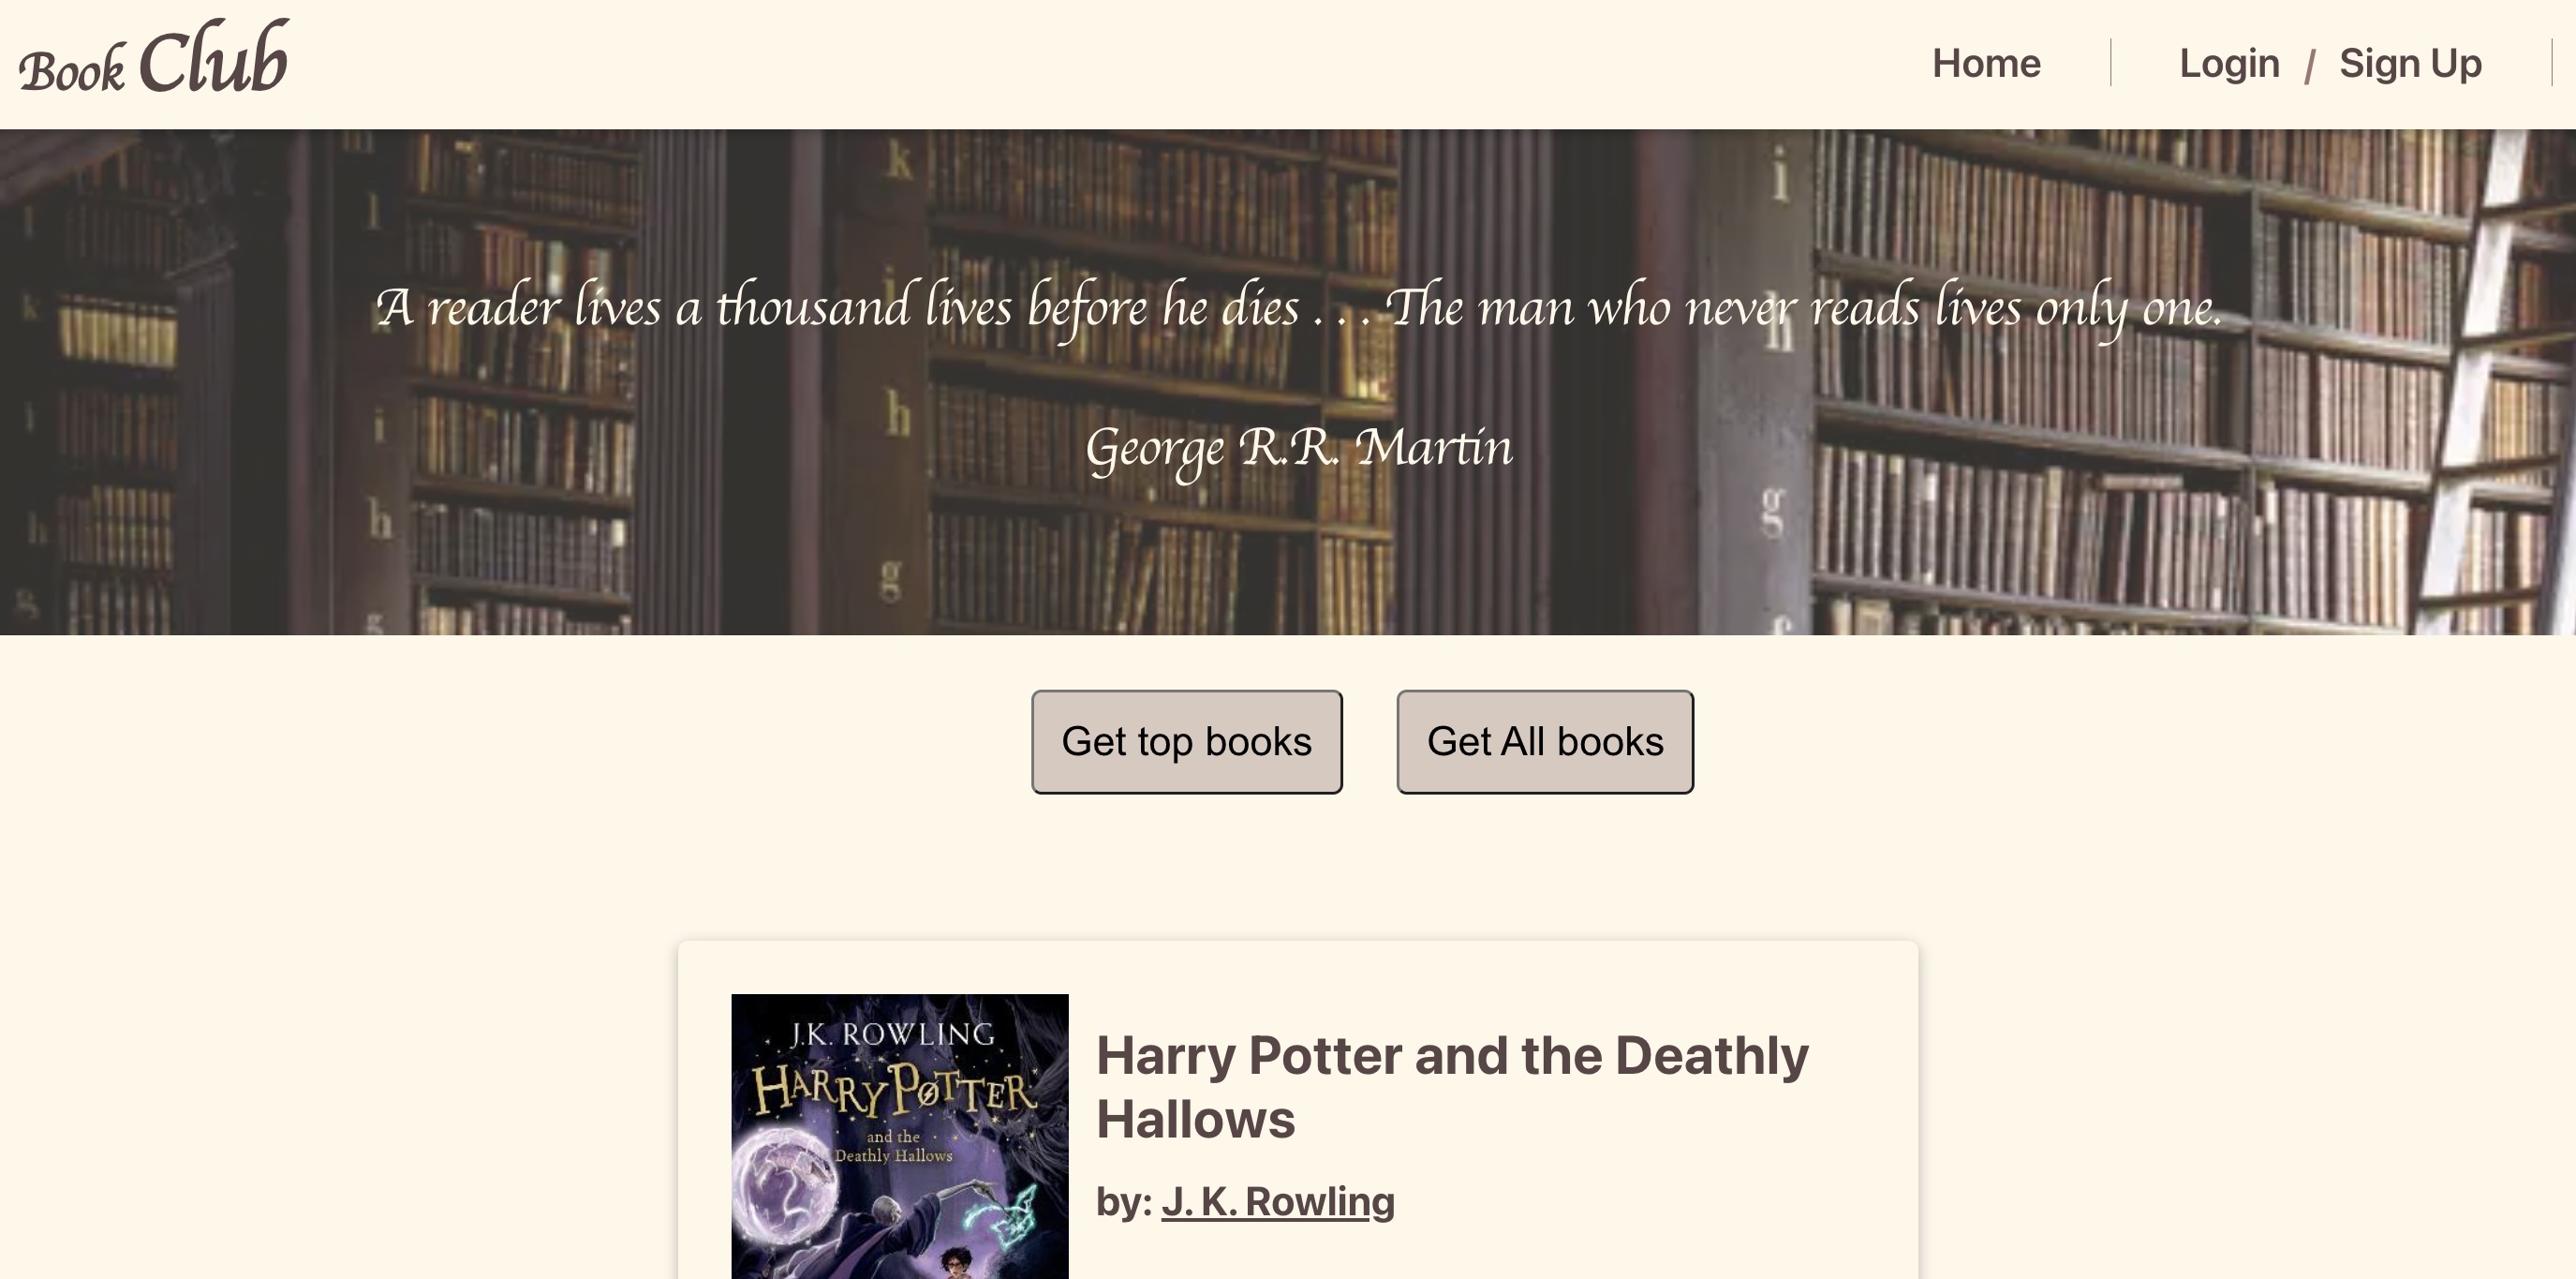 Book Club
Home
Login / Sign Up
l
k
i
l
k
i
h
g
l
i
h
g
k
i
h
g
i
h
g
A reader lives a thousand lives before he dies . . . The man who never reads lives only one.
George R.R. Martin
Get top books
Get All books
J.K. ROWLING
HARRY POTTER
and the
Deathly Hallows
Harry Potter and the Deathly
Hallows
by: J. K. Rowling